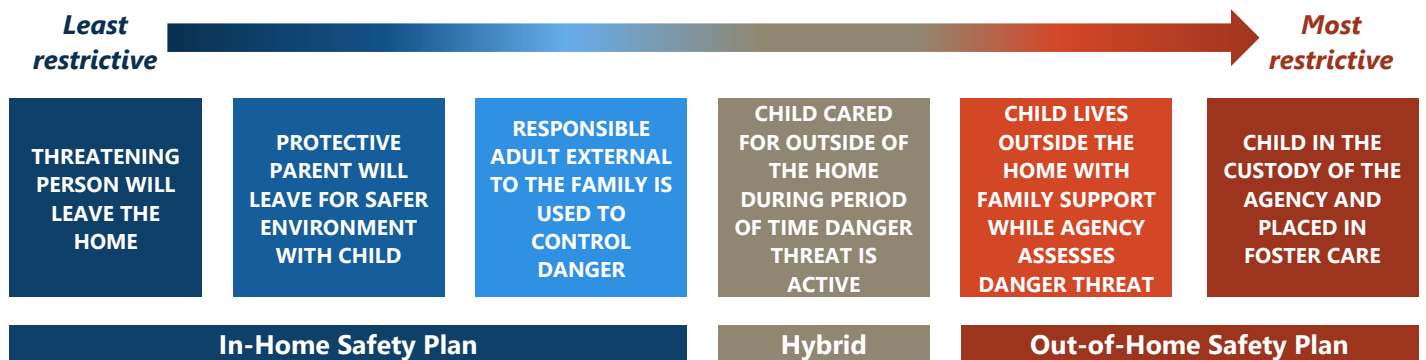 Least
restrictive
Most
restrictive
THREATENING
PERSON WILL
LEAVE THE
HOME
PROTECTIVE
PARENT WILL
LEAVE FOR SAFER
ENVIRONMENT
WITH CHILD
RESPONSIBLE
ADULT EXTERNAL
TO THE FAMILY IS
USED TO
CONTROL
DANGER
CHILD CARED
FOR OUTSIDE OF
THE HOME
DURING PERIOD
OF TIME DANGER
THREAT IS
ACTIVE
CHILD LIVES
OUTSIDE THE
HOME WITH
FAMILY SUPPORT
WHILE AGENCY
ASSESSES
DANGER THREAT
CHILD IN THE
CUSTODY OF THE
AGENCY AND
PLACED IN
FOSTER CARE
In-Home Safety Plan
Hybrid
Out-of-Home Safety Plan